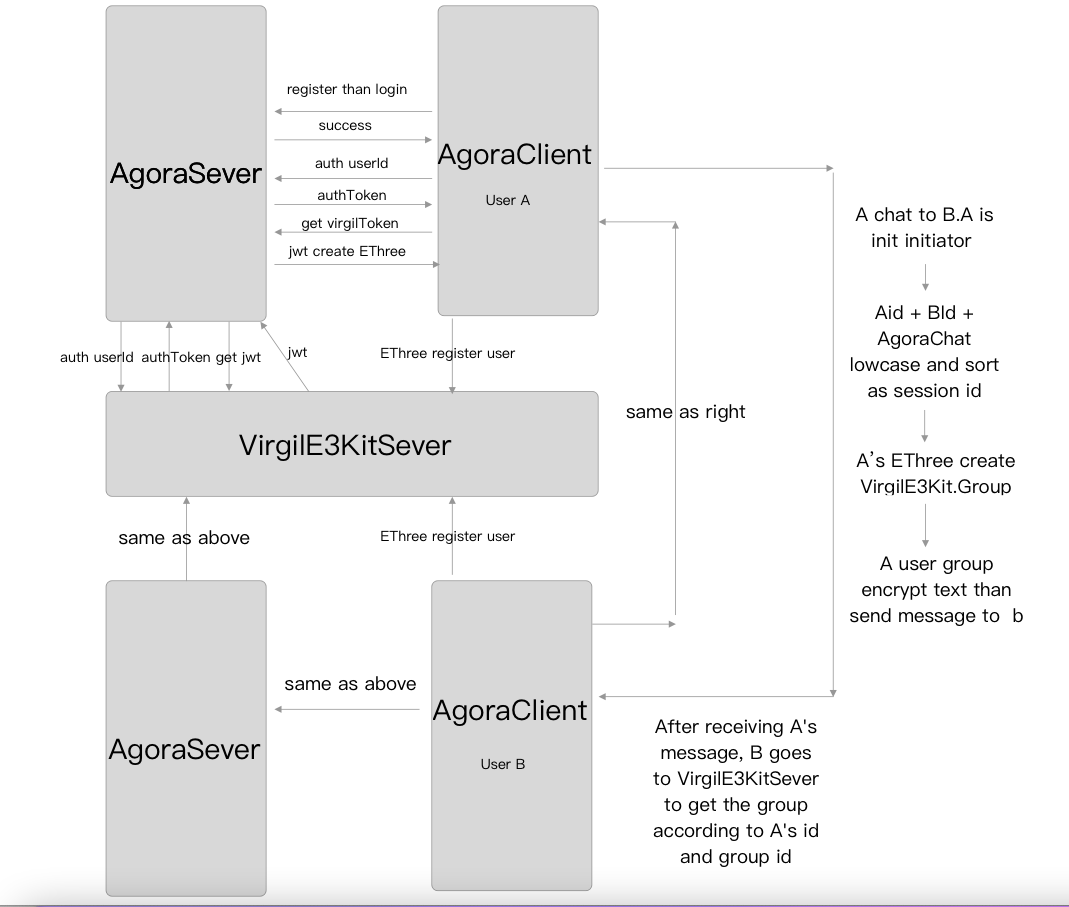 register than login
success
AgoraSever
AgoraClient
auth userId
authToken
User A
get virgilToken
jwt create EThree
A chat to B.A is
init initiator
Aid + BId +
AgoraChat
lowcase and sort
as session id
auth userId
authToken
get jwt
jwt
EThree register user
same as right
VirgilE3KitSever
A's EThree create
VirgilE3Kit.Group
same as above
EThree register user
A user group
encrypt text than
send message to  b
same as above
AgoraClient
AgoraSever
User B
After receiving A's
message, B goes
to VirgilE3KitSever
to get the group
according to A's id
and group id